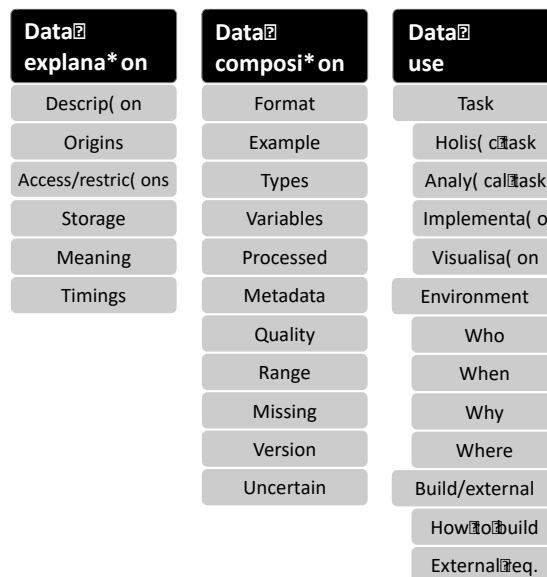 Data⍰
explana*on
Descrip( on
Origins
Access/restric( ons
Storage
Meaning
Timings
Data⍰
composi*on
Format
Example
Types
Variables
Processed
Metadata
Quality
Range
Missing
Version
Uncertain
Data⍰
use
Task
Holis( c⍰task
Analy( cal⍰task
Implementa( o
Visualisa( on
Environment
Who
When
Why
Where
Build/external
How⍰to⍰build
External⍰req.